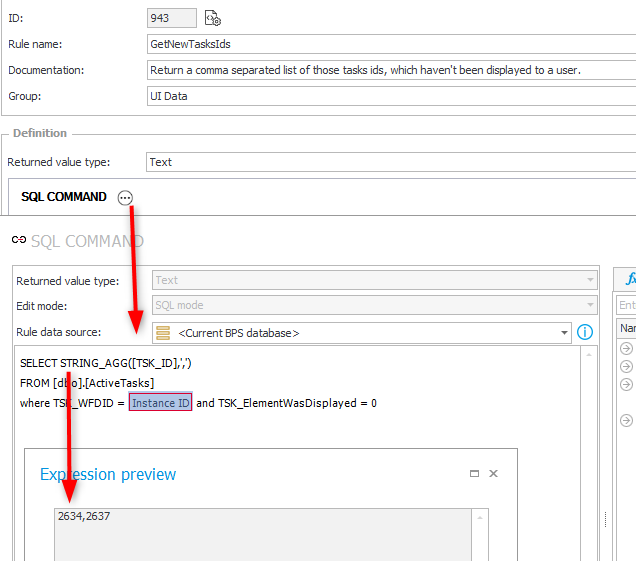 ID: 943
Rule name: GetNewTasksIds
Documentation: Return a comma separated list of those tasks ids, which haven't been displayed to a user.
Group: UI Data
Definition
Returned value type: Text
SQL COMMAND
SQL COMMAND
Returned value type: Text
Edit mode: SQL mode
Rule data source: <Current BPS database>
SELECT STRING_AGG([TSK_ID],',')
FROM [dbo].[ActiveTasks]
where TSK_WFDID = Instance ID and TSK_ElementWasDisplayed = 0
Expression preview
2634,2637